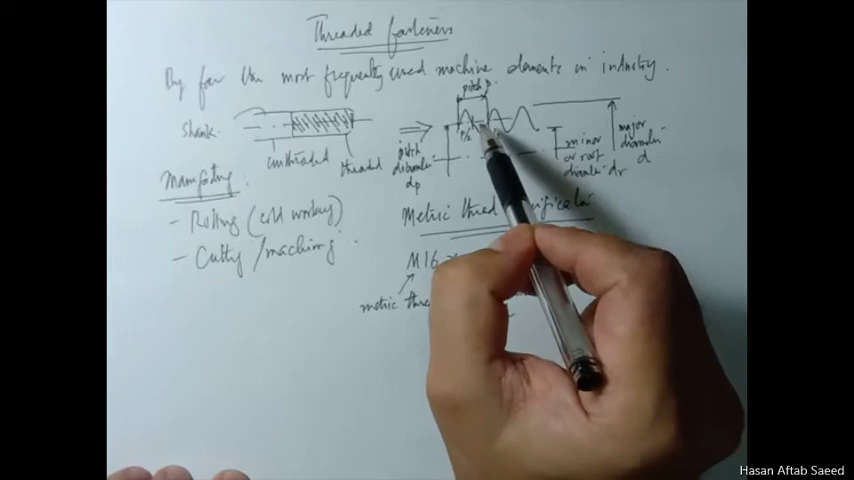 Threaded fasteners
By far the most frequently used machine elements in industry.
pitch p
shank
unthreaded
threaded
pitch
diameter
dp
p/2
minor
or root
diameter dr
major
diameter
d
Manufacturing
- Rolling (cold working)
- Cutting / machining
Metric thread
M16
metric
Hasan Aftab Saeed